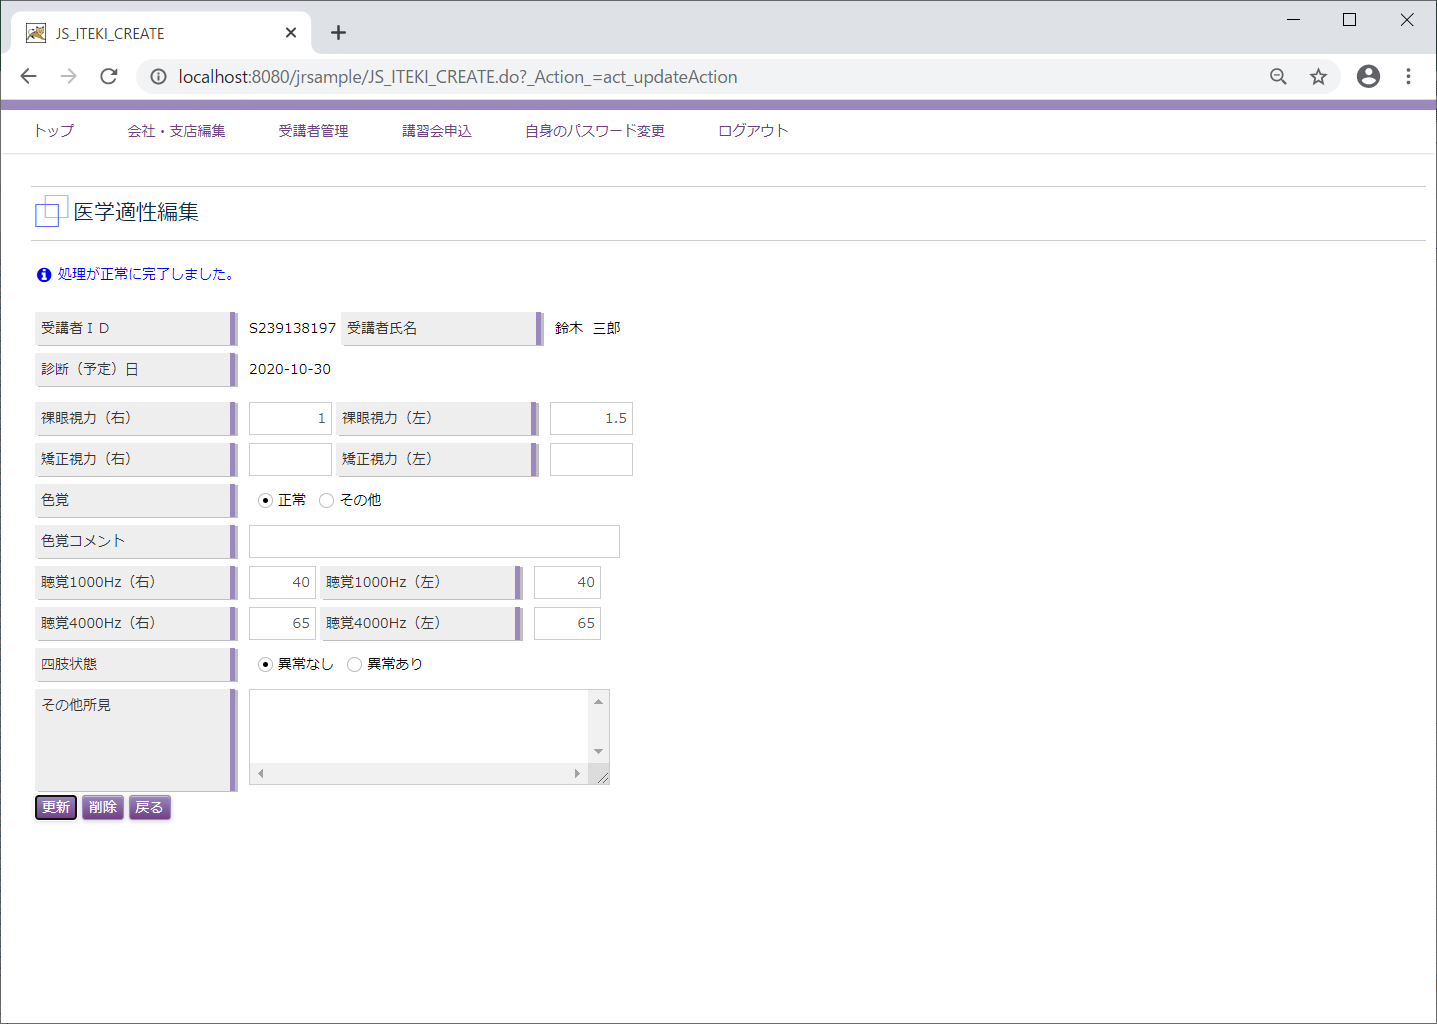 JS_ITEKI_CREATE
localhost:8080/jrsample/JS_ITEKI_CREATE.do?_Action_=act_updateAction
トップ 会社・支店編集 受講者管理 講習会申込 自身のパスワード変更 ログアウト
医学適性編集
処理が正常に完了しました。
受講者ＩＤ S239138197 受講者氏名 鈴木 三郎
診断（予定）日 2020-10-30
裸眼視力（右） 1 裸眼視力（左） 1.5
矯正視力（右） 矯正視力（左）
色覚 正常 その他
色覚コメント
聴覚1000Hz（右） 40 聴覚1000Hz（左） 40
聴覚4000Hz（右） 65 聴覚4000Hz（左） 65
四肢状態 異常なし 異常あり
その他所見
更新 削除 戻る